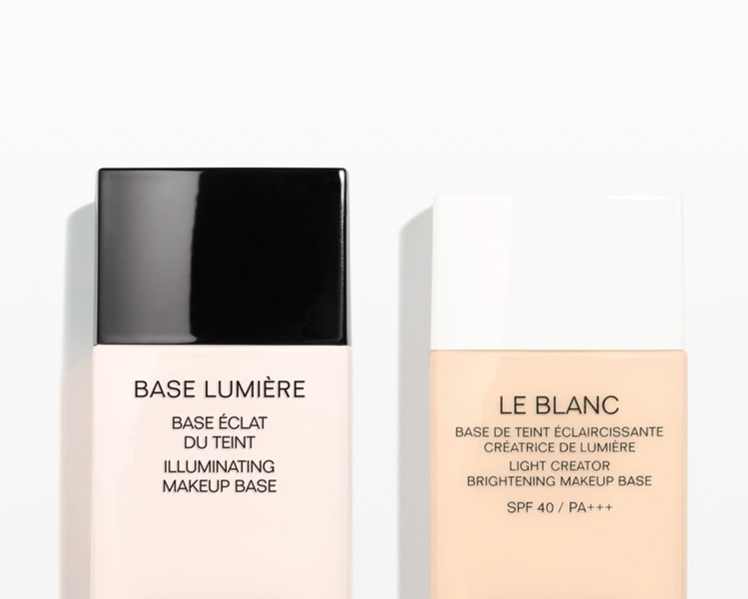 BASE LUMIÈRE
BASE ÉCLAT
DU TEINT
ILLUMINATING
MAKEUP BASE
LE BLANC
BASE DE TEINT ÉCLAIRCISSANTE
CRÉATRICE DE LUMIÈRE
LIGHT CREATOR
BRIGHTENING MAKEUP BASE
SPF 40 / PA+++